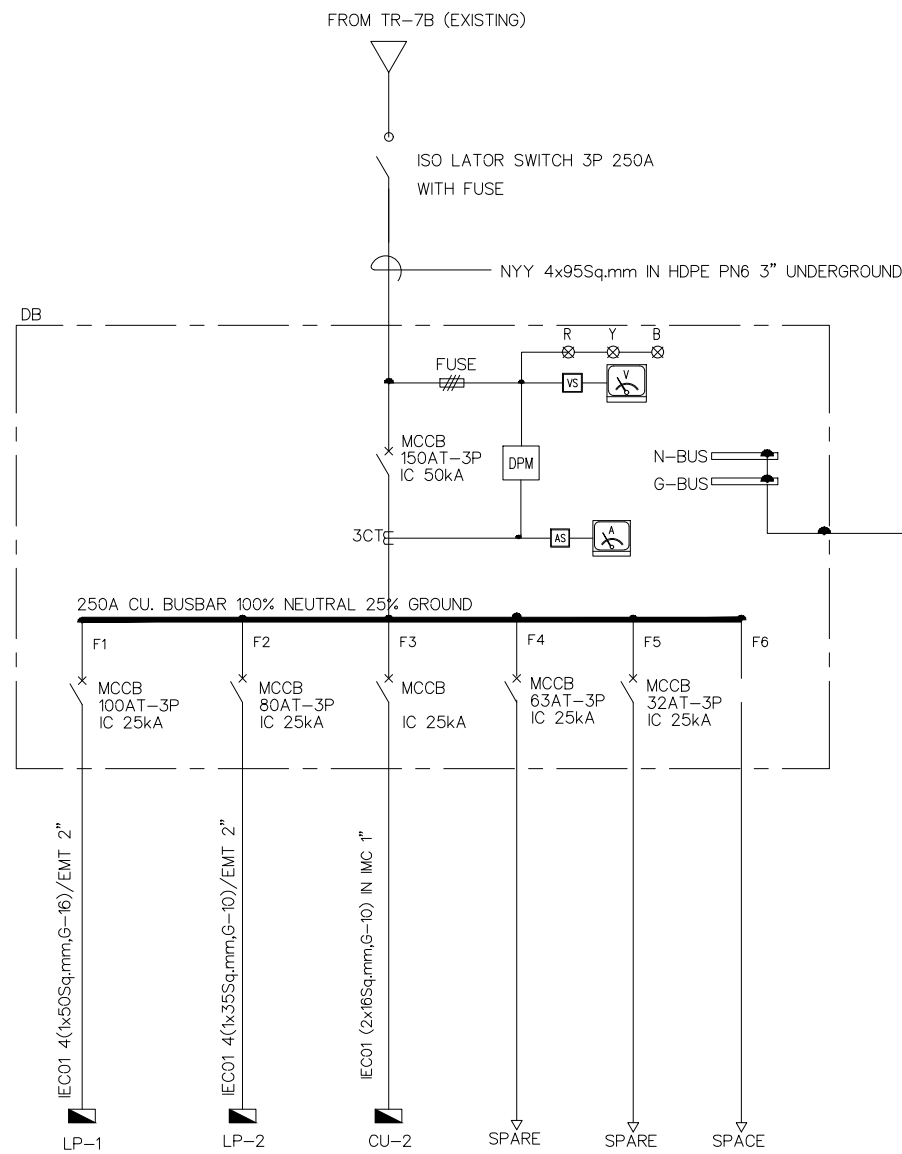 FROM TR-7B (EXISTING)
ISO LATOR SWITCH 3P 250A
WITH FUSE
NYY 4x95Sq.mm IN HDPE PN6 3" UNDERGROUND
DB
R Y B
FUSE
VS
V
MCCB
150AT-3P
IC 50kA
DPM
N-BUS
G-BUS
3CT
AS
A
250A CU. BUSBAR 100% NEUTRAL 25% GROUND
F1
F2
F3
F4
F5
F6
MCCB
100AT-3P
IC 25kA
MCCB
80AT-3P
IC 25kA
MCCB
IC 25kA
MCCB
63AT-3P
IC 25kA
MCCB
32AT-3P
IC 25kA
IEC01 4(1x50Sq.mm,G-16)/EMT 2"
IEC01 4(1x35Sq.mm,G-10)/EMT 2"
IEC01 (2x16Sq.mm,G-10) IN IMC 1"
LP-1
LP-2
CU-2
SPARE
SPARE
SPACE